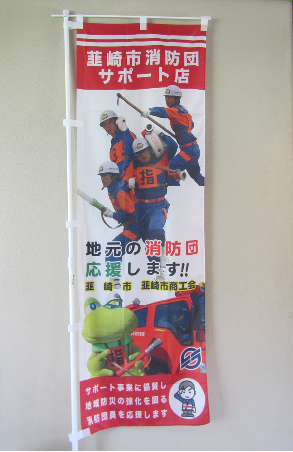 韮崎市消防団
サポート店
指
地元の消防団
応援します!!
韮崎市 韮崎市商工会
サポート事業に協賛し
地域防災の強化を図る
消防団員を応援します